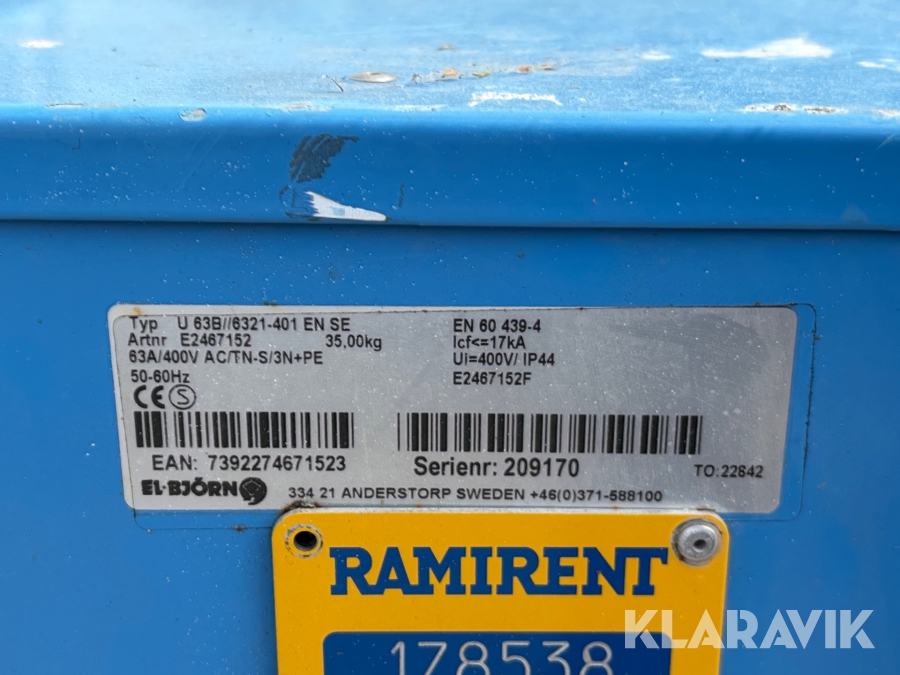 Typ U 63B//6321-401 EN SE
Artnr E2467152 35,00kg
63A/400V AC/TN-S/3N+PE
50-60Hz
CE S
EN 60 439-4
Icf<=17kA
Ui=400V/ IP44
E2467152F
EAN: 7392274671523
Serienr: 209170
TO:22842
EL·BJÖRN
334 21 ANDERSTORP SWEDEN +46(0)371-588100
RAMIRENT
178538
KLARAVIK